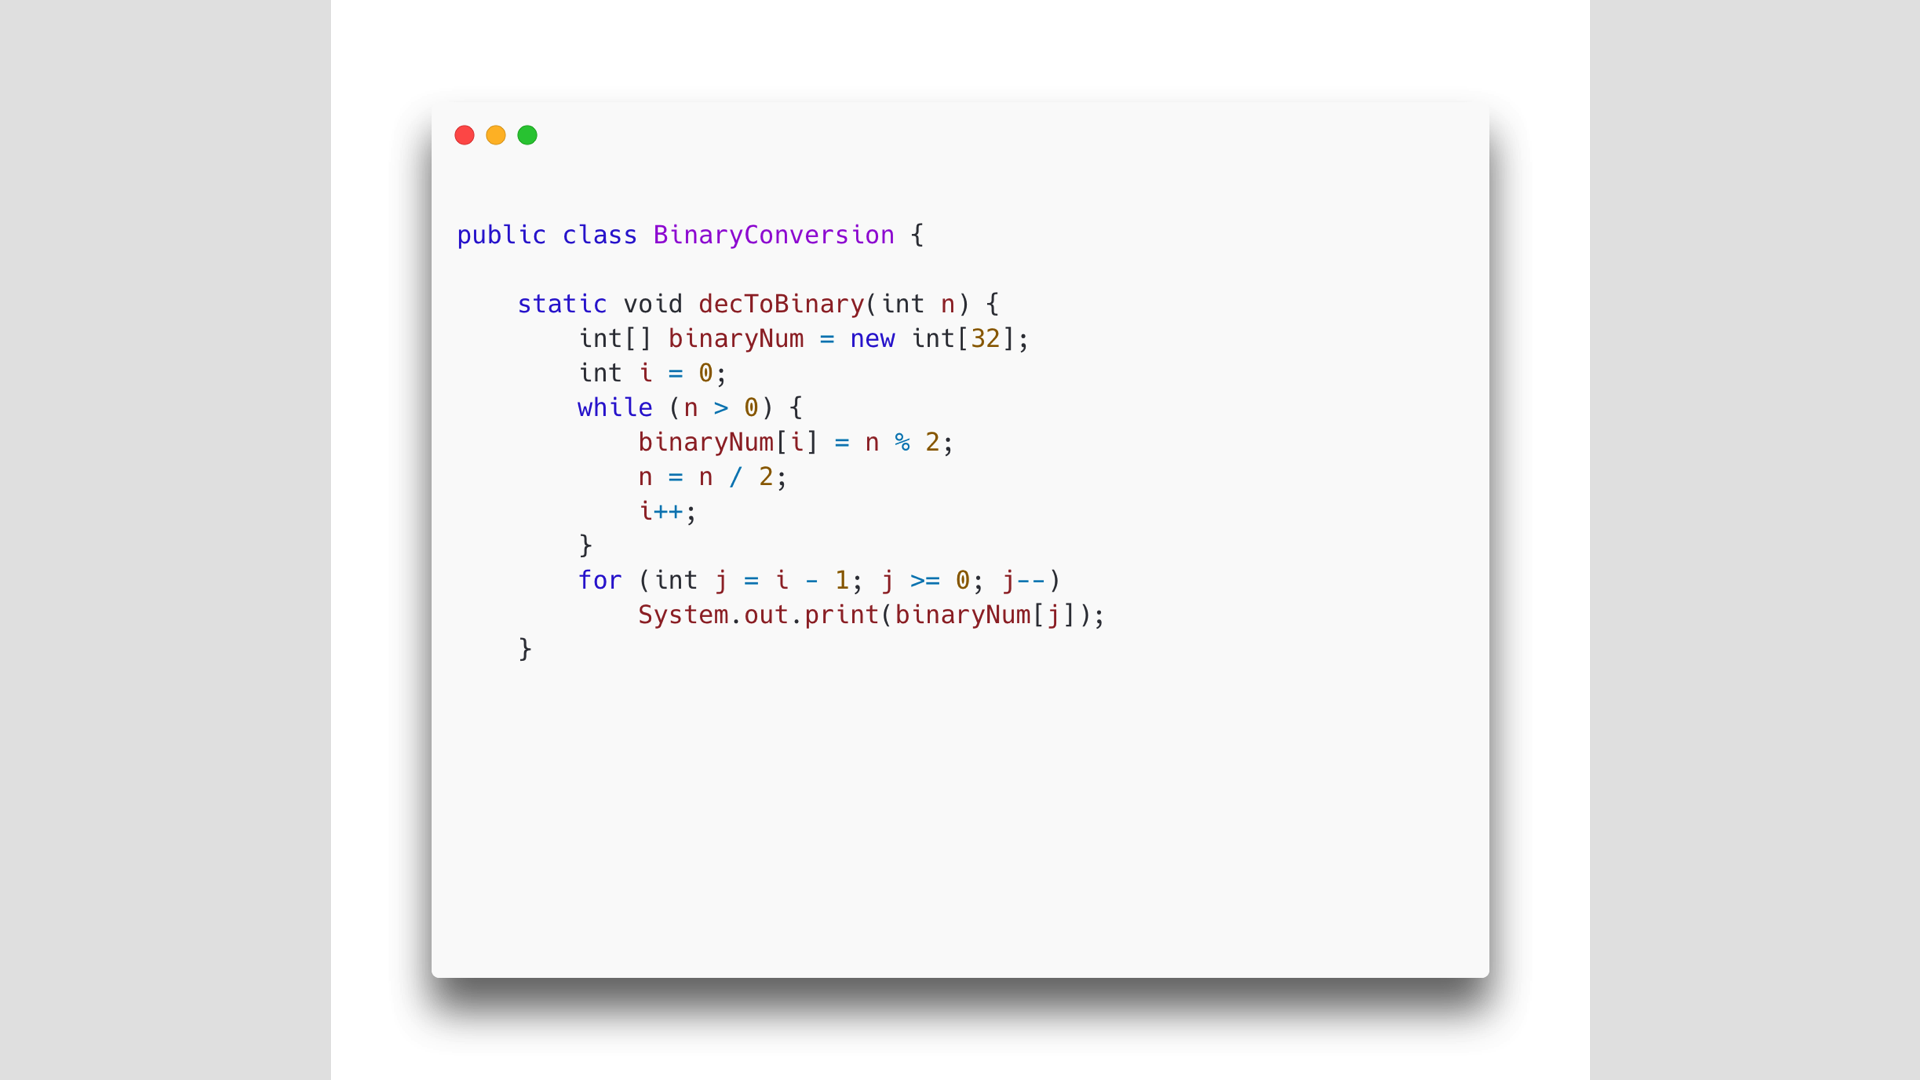 public class BinaryConversion {
    static void decToBinary(int n) {
        int[] binaryNum = new int[32];
        int i = 0;
        while (n > 0) {
            binaryNum[i] = n % 2;
            n = n / 2;
            i++;
        }
        for (int j = i - 1; j >= 0; j--)
            System.out.print(binaryNum[j]);
    }